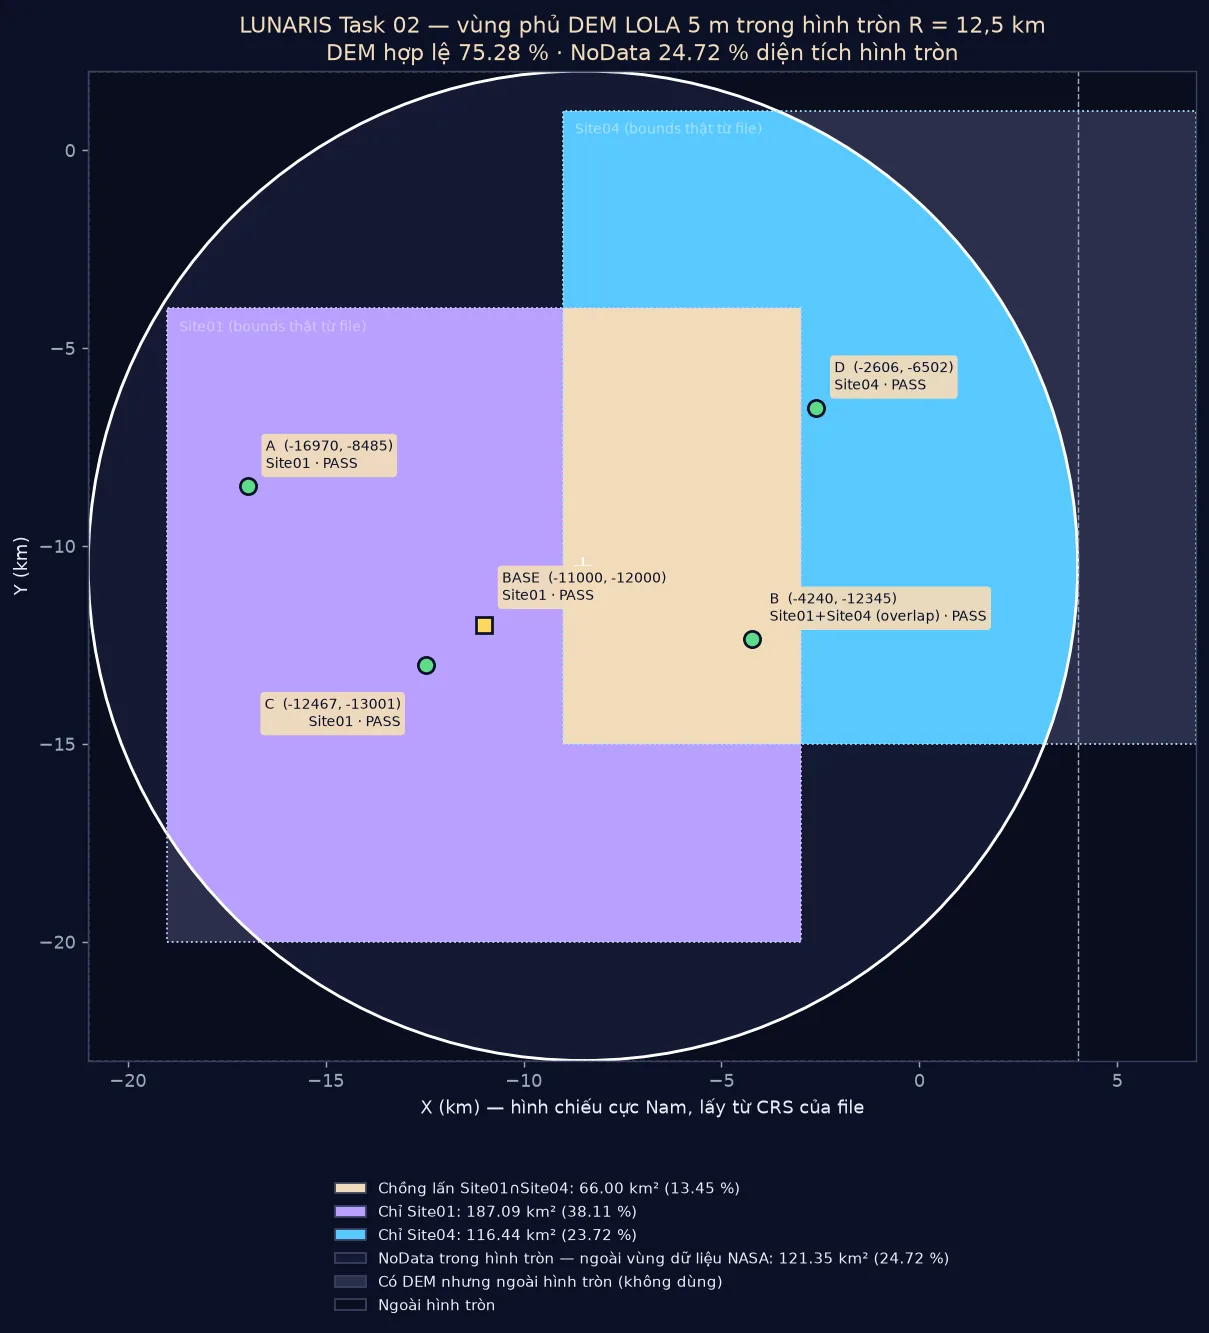 LUNARIS Task 02 — vùng phủ DEM LOLA 5 m trong hình tròn R = 12,5 km
DEM hợp lệ 75.28 % · NoData 24.72 % diện tích hình tròn
Site04 (bounds thật từ file)
Site01 (bounds thật từ file)
D (-2606, -6502)
Site04 · PASS
A (-16970, -8485)
Site01 · PASS
BASE (-11000, -12000)
Site01 · PASS
B (-4240, -12345)
Site01+Site04 (overlap) · PASS
C (-12467, -13001)
Site01 · PASS
Y (km)
0
−5
−10
−15
−20
−20
−15
−10
−5
0
5
X (km) — hình chiếu cực Nam, lấy từ CRS của file
Chồng lấn Site01∩Site04: 66.00 km² (13.45 %)
Chỉ Site01: 187.09 km² (38.11 %)
Chỉ Site04: 116.44 km² (23.72 %)
NoData trong hình tròn — ngoài vùng dữ liệu NASA: 121.35 km² (24.72 %)
Có DEM nhưng ngoài hình tròn (không dùng)
Ngoài hình tròn